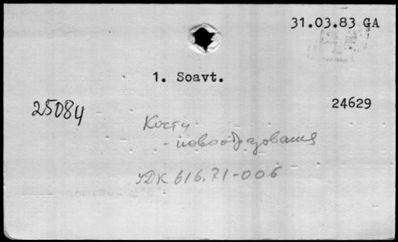 31.03.83 GA
1. Soavt.
25084
24629
Кости
-новообразования
УДК 616.71-006